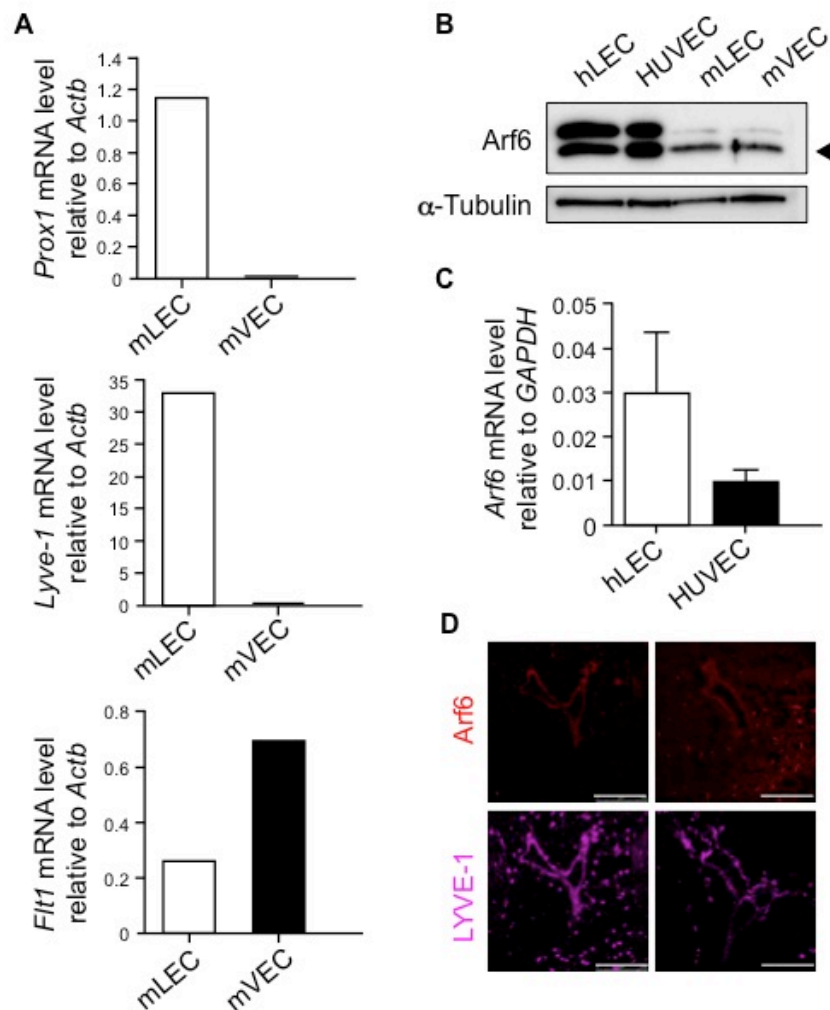 A
Prox1 mRNA level
relative to Actb
1.4
1.2
1.0
0.8
0.6
0.4
0.2
0
mLEC
mVEC
Lyve-1 mRNA level
relative to Actb
35
30
25
20
15
10
5
0
mLEC
mVEC
Flt1 mRNA level
relative to Actb
0.8
0.6
0.4
0.2
0
mLEC
mVEC
B
hLEC
HUVEC
mLEC
mVEC
Arf6
α-Tubulin
C
Arf6 mRNA level
relative to GAPDH
0.05
0.04
0.03
0.02
0.01
0
hLEC
HUVEC
D
Arf6
LYVE-1